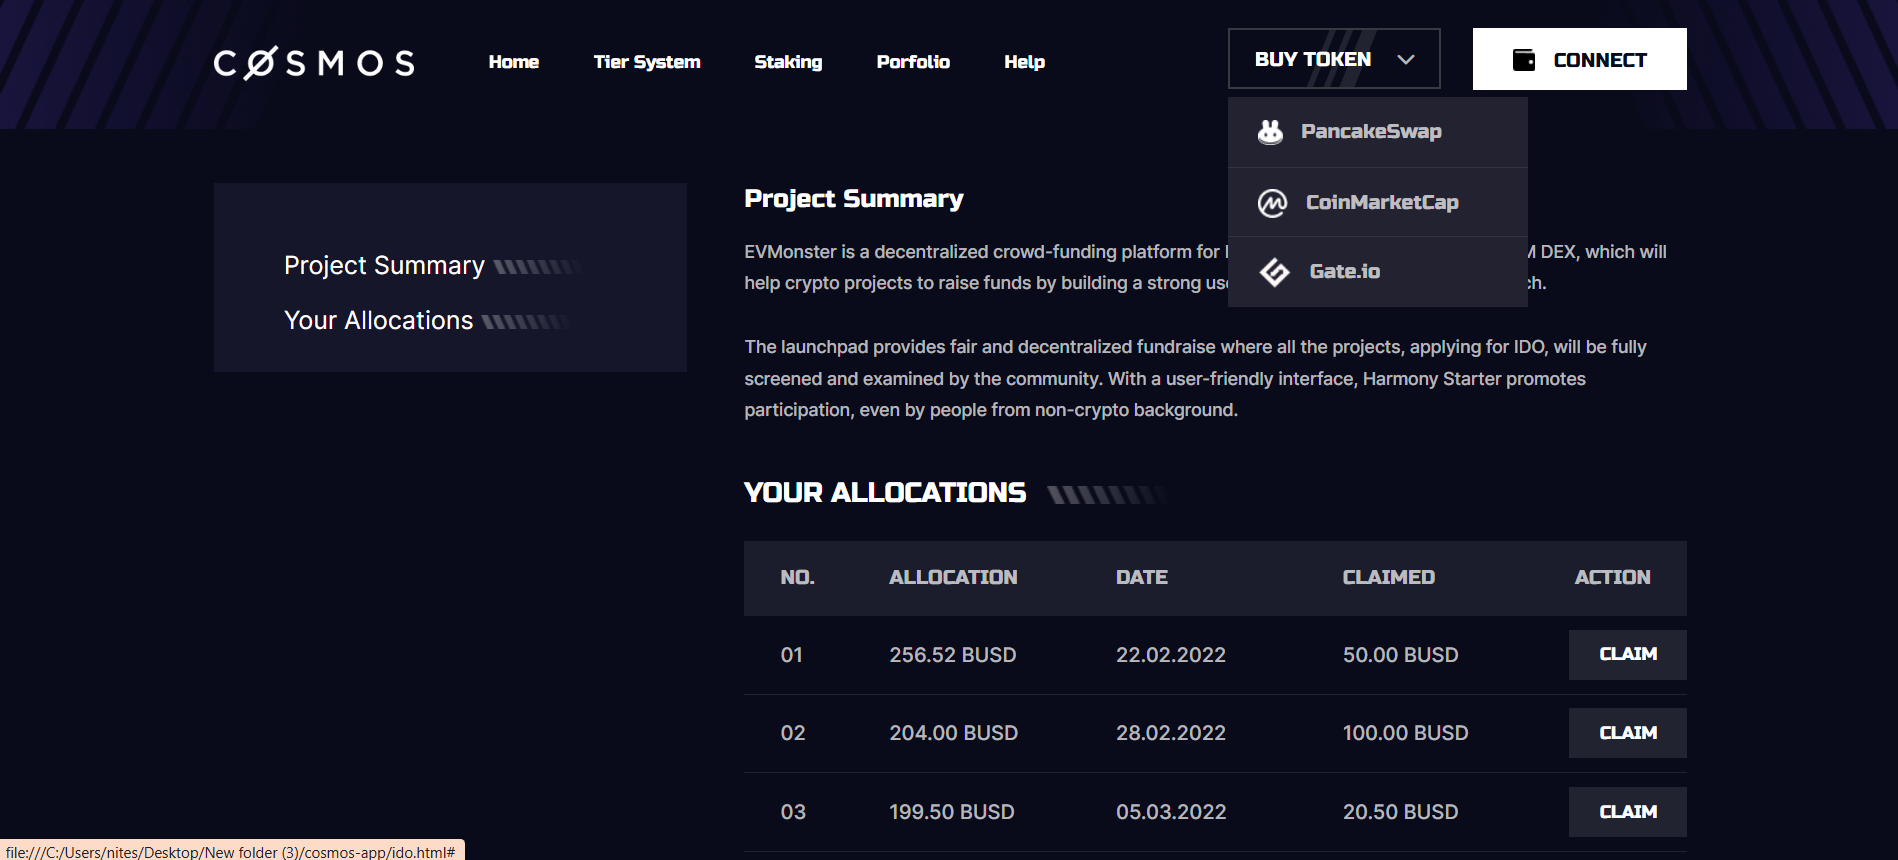 COSMOS
Home Tier System Staking Porfolio Help
BUY TOKEN
CONNECT
PancakeSwap
CoinMarketCap
Gate.io
Project Summary
Your Allocations
Project Summary
EVMonster is a decentralized crowd-funding platform for DEX, which will
help crypto projects to raise funds by building a strong
The launchpad provides fair and decentralized fundraise where all the projects, applying for IDO, will be fully
screened and examined by the community. With a user-friendly interface, Harmony Starter promotes
participation, even by people from non-crypto background.
YOUR ALLOCATIONS
NO. ALLOCATION DATE CLAIMED ACTION
01 256.52 BUSD 22.02.2022 50.00 BUSD CLAIM
02 204.00 BUSD 28.02.2022 100.00 BUSD CLAIM
03 199.50 BUSD 05.03.2022 20.50 BUSD CLAIM
file:///C:/Users/nites/Desktop/New folder (3)/cosmos-app/ido.html#